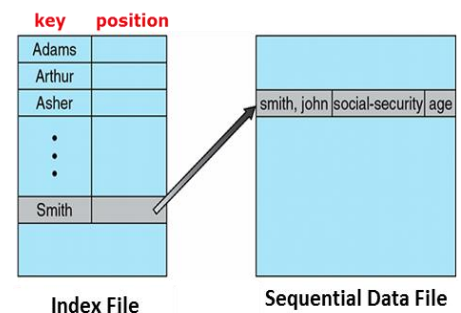 key position
Adams
Arthur
Asher
Smith
smith, john social-security age
Index File
Sequential Data File